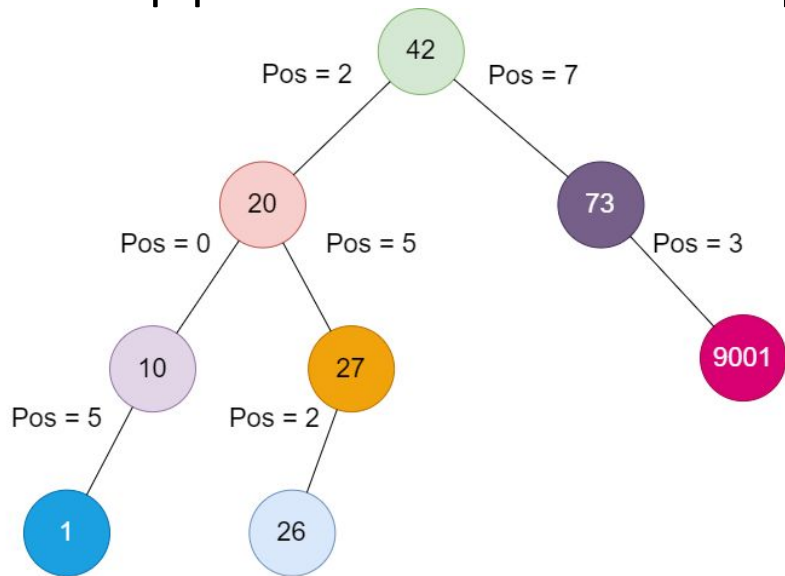 42
Pos = 2
Pos = 7
20
73
Pos = 0
Pos = 5
Pos = 3
10
27
9001
Pos = 5
Pos = 2
1
26